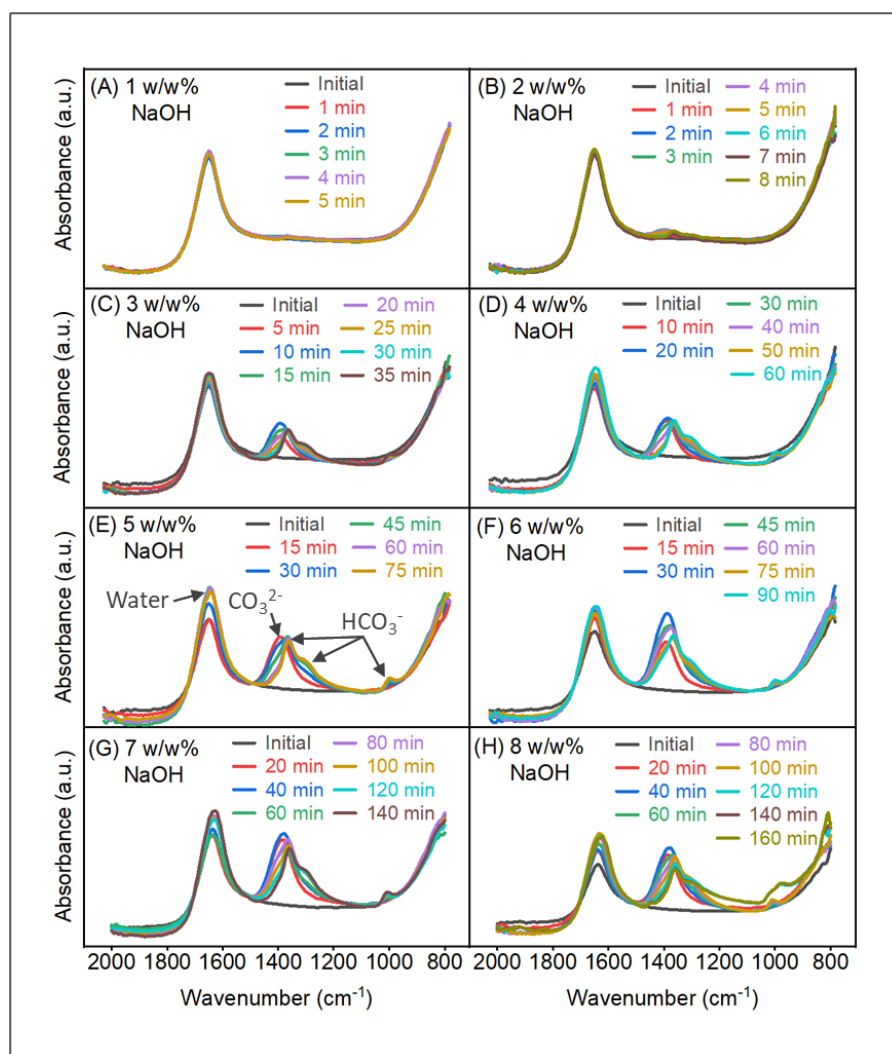 (A) 1 w/w%
NaOH
Initial
1 min
2 min
3 min
4 min
5 min
(B) 2 w/w%
NaOH
Initial
1 min
2 min
3 min
4 min
5 min
6 min
7 min
8 min
Absorbance (a.u.)
(C) 3 w/w%
NaOH
Initial
5 min
10 min
15 min
20 min
25 min
30 min
35 min
(D) 4 w/w%
NaOH
Initial
10 min
20 min
30 min
40 min
50 min
60 min
Absorbance (a.u.)
(E) 5 w/w%
NaOH
Initial
15 min
30 min
45 min
60 min
75 min
Water
CO₃²⁻
HCO₃⁻
(F) 6 w/w%
NaOH
Initial
15 min
30 min
45 min
60 min
75 min
90 min
Absorbance (a.u.)
(G) 7 w/w%
NaOH
Initial
20 min
40 min
60 min
80 min
100 min
120 min
140 min
(H) 8 w/w%
NaOH
Initial
20 min
40 min
60 min
80 min
100 min
120 min
140 min
160 min
Absorbance (a.u.)
2000 1600 1400 1200 1000 800
2000 1600 1400 1200 1000 800
Wavenumber (cm⁻¹)
Wavenumber (cm⁻¹)